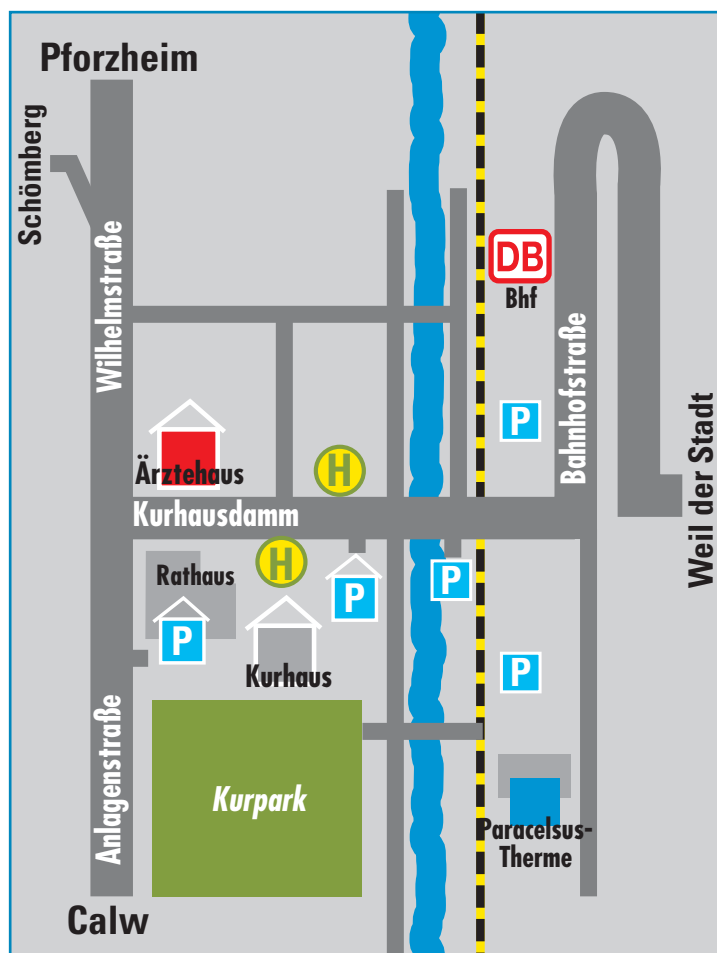 Pforzheim
Schömberg
Wilhelmstraße
DB
Bhf
Bahnhofstraße
P
Weil der Stadt
Ärztehaus
H
Kurhausdamm
H
Rathaus
P
P
P
Kurhaus
P
Anlagenstraße
Kurpark
Paracelsus-
Therme
Calw